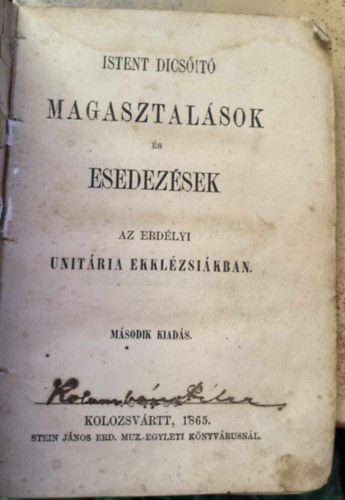 ISTENT DICSŐITŐ
MAGASZTALÁSOK
ÉS
ESEDEZÉSEK
AZ ERDÉLYI
UNITÁRIA EKKLÉZSIÁKBAN.
MÁSODIK KIADÁS.
KOLOZSVÁRTT, 1865.
STEIN JÁNOS ERD. MUZ.-EGYLETI KÖNYVÁRUSNÁL.